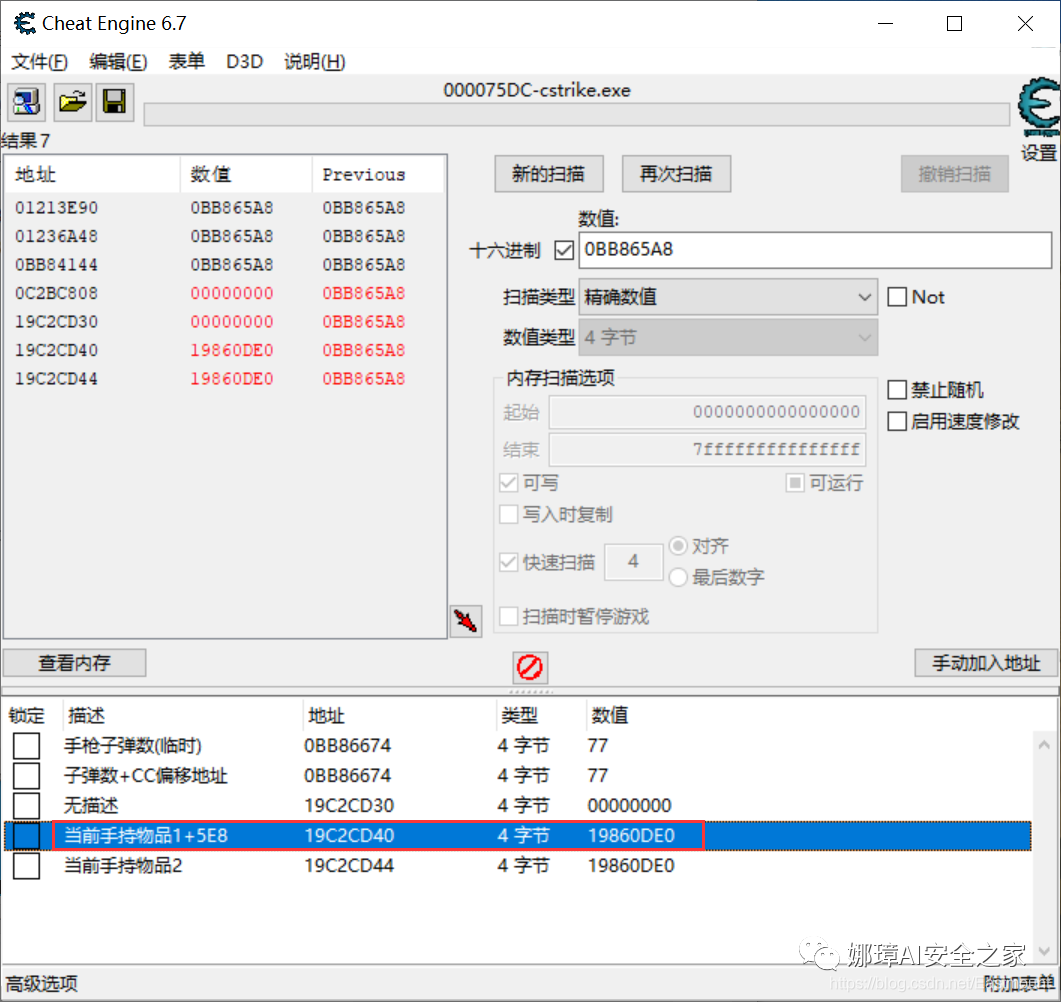 Cheat Engine 6.7
文件(F) 编辑(E) 表单 D3D 说明(H)
000075DC-cstrike.exe
设置
结果 7
地址 数值 Previous
01213E90 0BB865A8 0BB865A8
01236A48 0BB865A8 0BB865A8
0BB84144 0BB865A8 0BB865A8
0C2BC808 00000000 0BB865A8
19C2CD30 00000000 0BB865A8
19C2CD40 19860DE0 0BB865A8
19C2CD44 19860DE0 0BB865A8
新的扫描 再次扫描 撤销扫描
数值:
十六进制 0BB865A8
扫描类型 精确数值 Not
数值类型 4 字节
内存扫描选项
起始 0000000000000000
结束 7fffffffffffffff
可写 可运行
写入时复制
快速扫描 4 对齐
最后数字
扫描时暂停游戏
禁止随机
启用速度修改
查看内存 手动加入地址
锁定 描述 地址 类型 数值
手枪子弹数(临时) 0BB86674 4 字节 77
子弹数+CC偏移地址 0BB86674 4 字节 77
无描述 19C2CD30 4 字节 00000000
当前手持物品1+5E8 19C2CD40 4 字节 19860DE0
当前手持物品2 19C2CD44 4 字节 19860DE0
娜璋AI安全之家
高级选项 附加表单